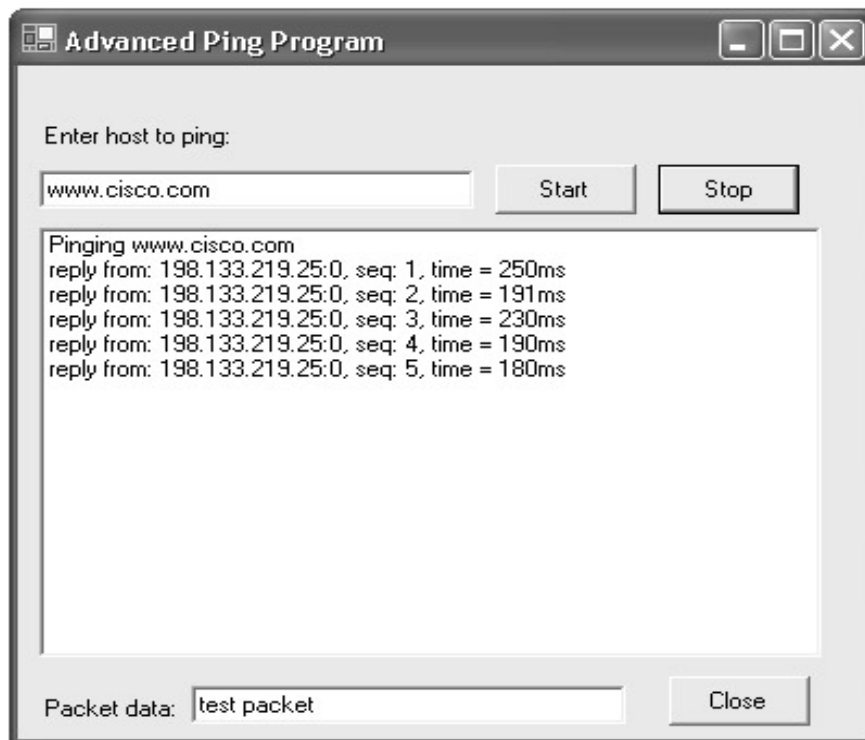 Advanced Ping Program
Enter host to ping:
www.cisco.com Start Stop
Pinging www.cisco.com
reply from: 198.133.219.25:0, seq: 1, time = 250ms
reply from: 198.133.219.25:0, seq: 2, time = 191ms
reply from: 198.133.219.25:0, seq: 3, time = 230ms
reply from: 198.133.219.25:0, seq: 4, time = 190ms
reply from: 198.133.219.25:0, seq: 5, time = 180ms
Packet data: test packet Close